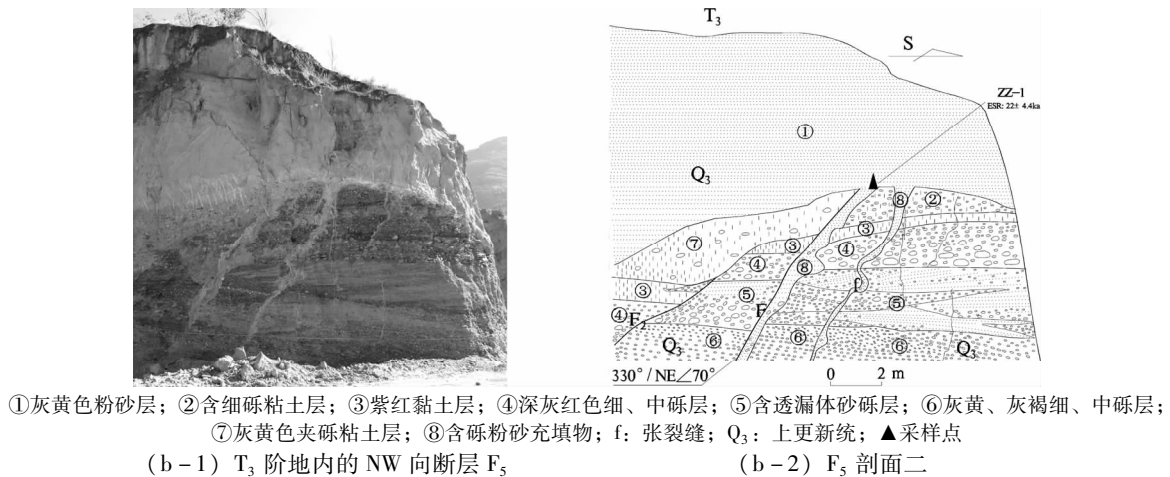 T₃
S
ZZ-1
ESR: 22± 4.4ka
①
Q₃
⑧ ②
③
⑦ ③ ④
④ ⑧
f
③ ⑤ ⑤
④ F₂ F
⑥ ⑥ ⑥
Q₃ Q₃
330°/NE∠70° 0 2 m
①灰黄色粉砂层；②含细砾粘土层；③紫红黏土层；④深灰红色细、中砾层；⑤含透漏体砂砾层；⑥灰黄、灰褐细、中砾层；
⑦灰黄色夹砾粘土层；⑧含砾粉砂充填物；f: 张裂缝；Q₃: 上更新统；▲采样点
(b-1) T₃ 阶地内的 NW 向断层 F₅ (b-2) F₅ 剖面二